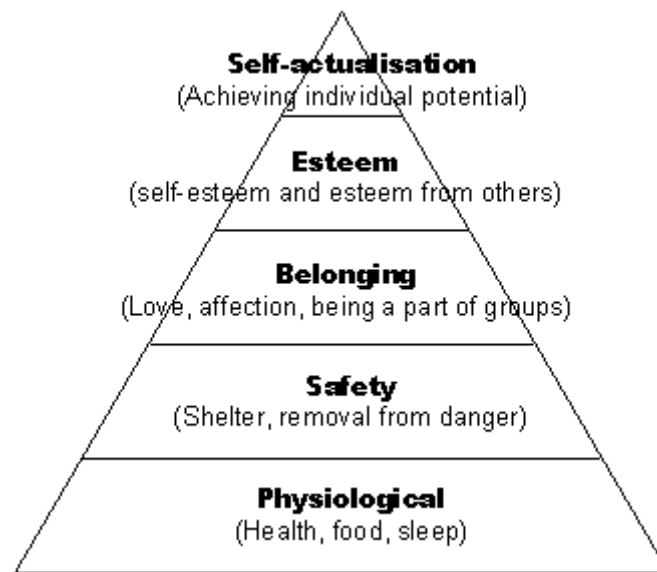 Self-actualisation
(Achieving individual potential)
Esteem
(self-esteem and esteem from others)
Belonging
(Love, affection, being a part of groups)
Safety
(Shelter, removal from danger)
Physiological
(Health, food, sleep)